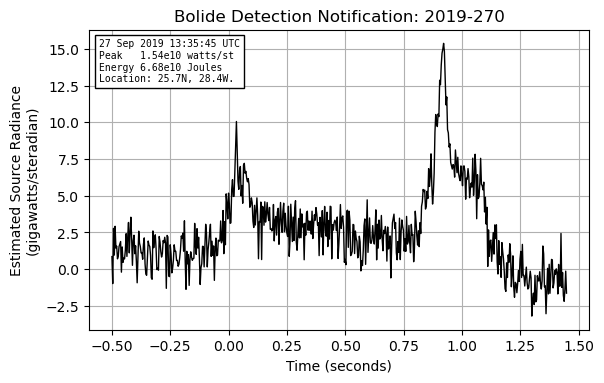 Bolide Detection Notification: 2019-270
27 Sep 2019 13:35:45 UTC
Peak   1.54e10 watts/st
Energy 6.68e10 Joules
Location: 25.7N, 28.4W.
Estimated Source Radiance
(gigawatts/steradian)
15.0
12.5
10.0
7.5
5.0
2.5
0.0
−2.5
−0.50 −0.25 0.00 0.25 0.50 0.75 1.00 1.25 1.50
Time (seconds)